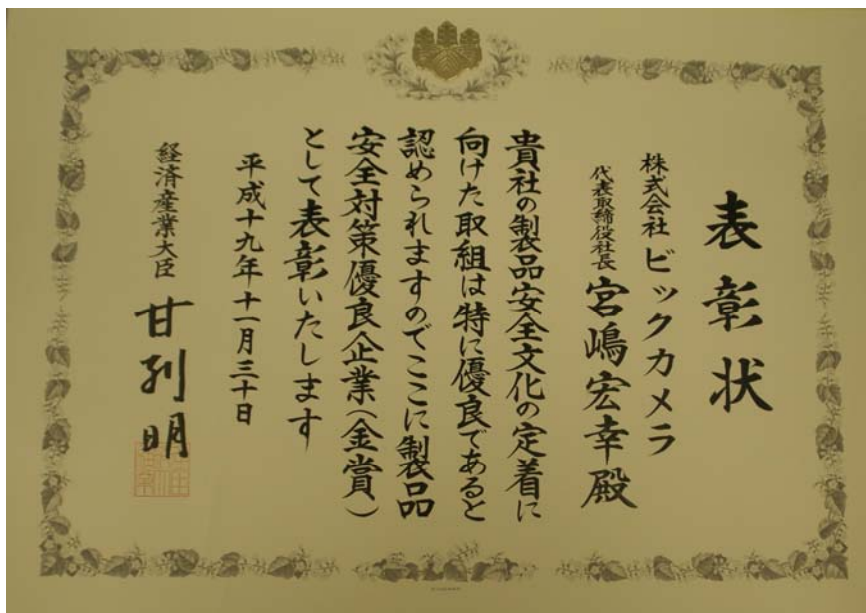 表彰状
株式会社 ビックカメラ
代表取締役社長 宮嶋宏幸殿
貴社の製品安全文化の定着に
向けた取組は特に優良であると
認められますのでここに製品
安全対策優良企業(金賞)
として表彰いたします
平成十九年十一月三十日
経済産業大臣 甘利明